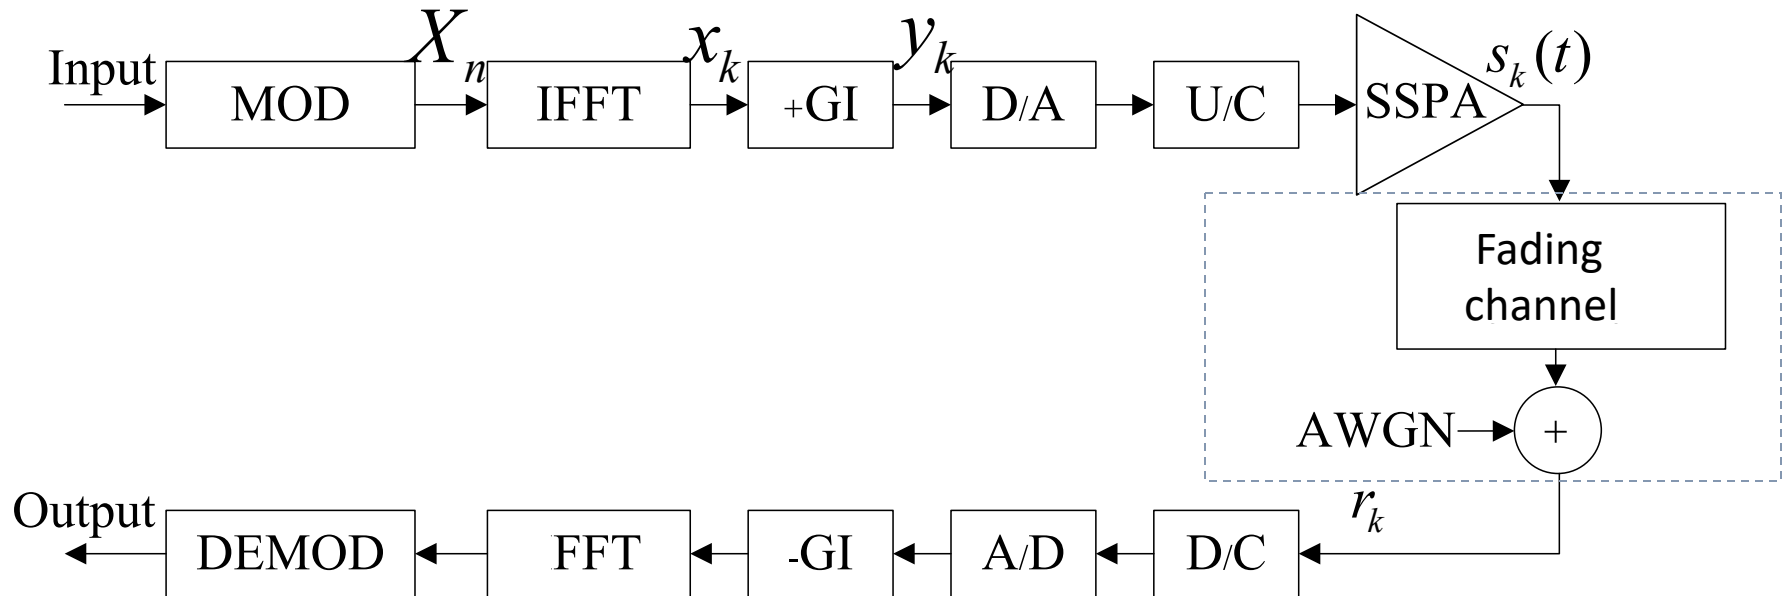 Input
MOD
X_n
IFFT
x_k
+GI
y_k
D/A
U/C
SSPA
s_k(t)
Fading
channel
AWGN
+
r_k
D/C
A/D
-GI
FFT
DEMOD
Output